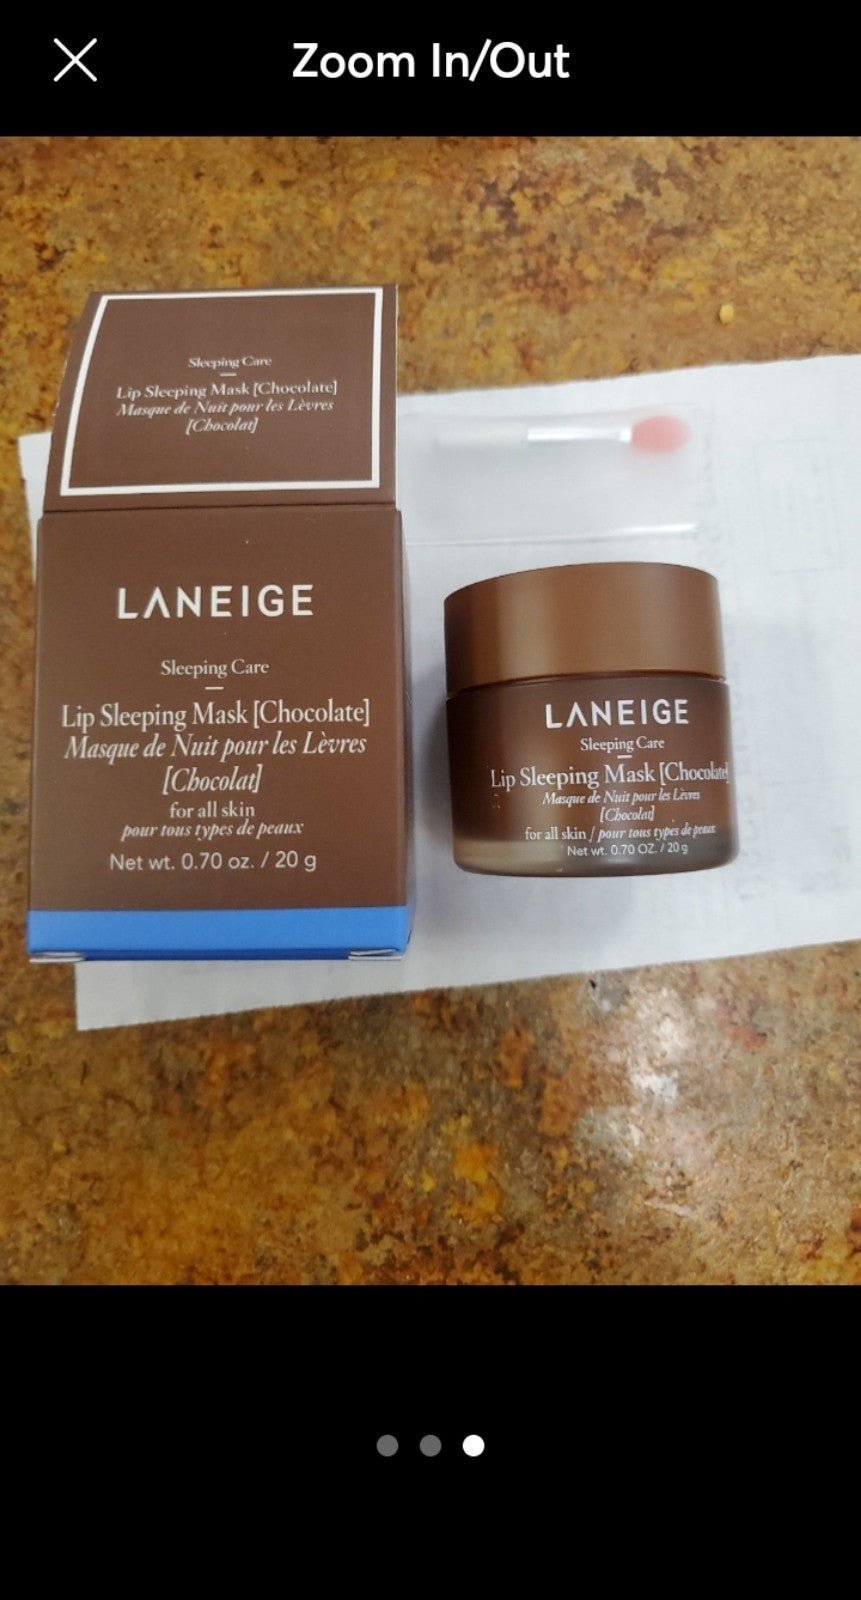 Zoom In/Out
Sleeping Care
Lip Sleeping Mask [Chocolate]
Masque de Nuit pour les Lèvres
[Chocolat]
LANEIGE
Sleeping Care
Lip Sleeping Mask [Chocolate]
Masque de Nuit pour les Lèvres
[Chocolat]
for all skin
pour tous types de peaux
Net wt. 0.70 oz. / 20 g
LANEIGE
Sleeping Care
Lip Sleeping Mask [Chocolate]
Masque de Nuit pour les Lèvres
[Chocolat]
for all skin / pour tous types de peaux
Net wt. 0.70 OZ. / 20 g